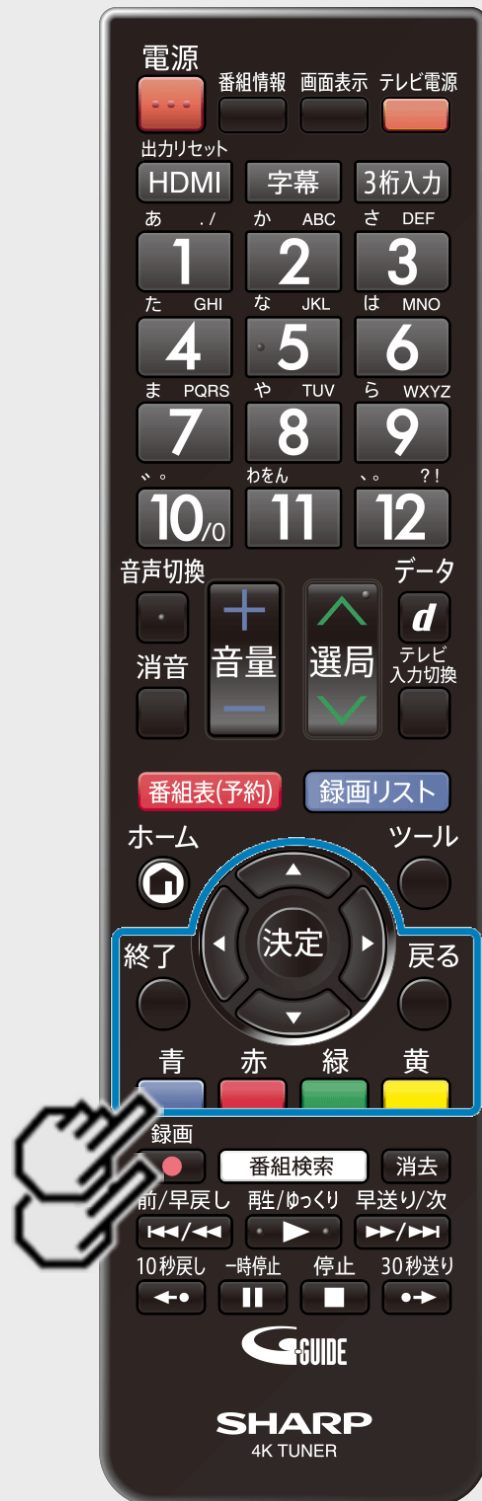 電源
番組情報 画面表示 テレビ電源
出力リセット
HDMI 字幕 3桁入力
あ ./ か ABC さ DEF
1 2 3
た GHI な JKL は MNO
4 5 6
ま PQRS や TUV ら WXYZ
7 8 9
゛゜ わをん 、。 ?!
10/0 11 12
音声切換 データ
+ d
消音 音量 選局 テレビ
入力切換
番組表(予約) 録画リスト
ホーム ツール
決定
終了 戻る
青 赤 緑 黄
録画
番組検索 消去
前/早戻し 再生/ゆっくり 早送り/次
10秒戻し 一時停止 停止 30秒送り
G-GUIDE
SHARP
4K TUNER